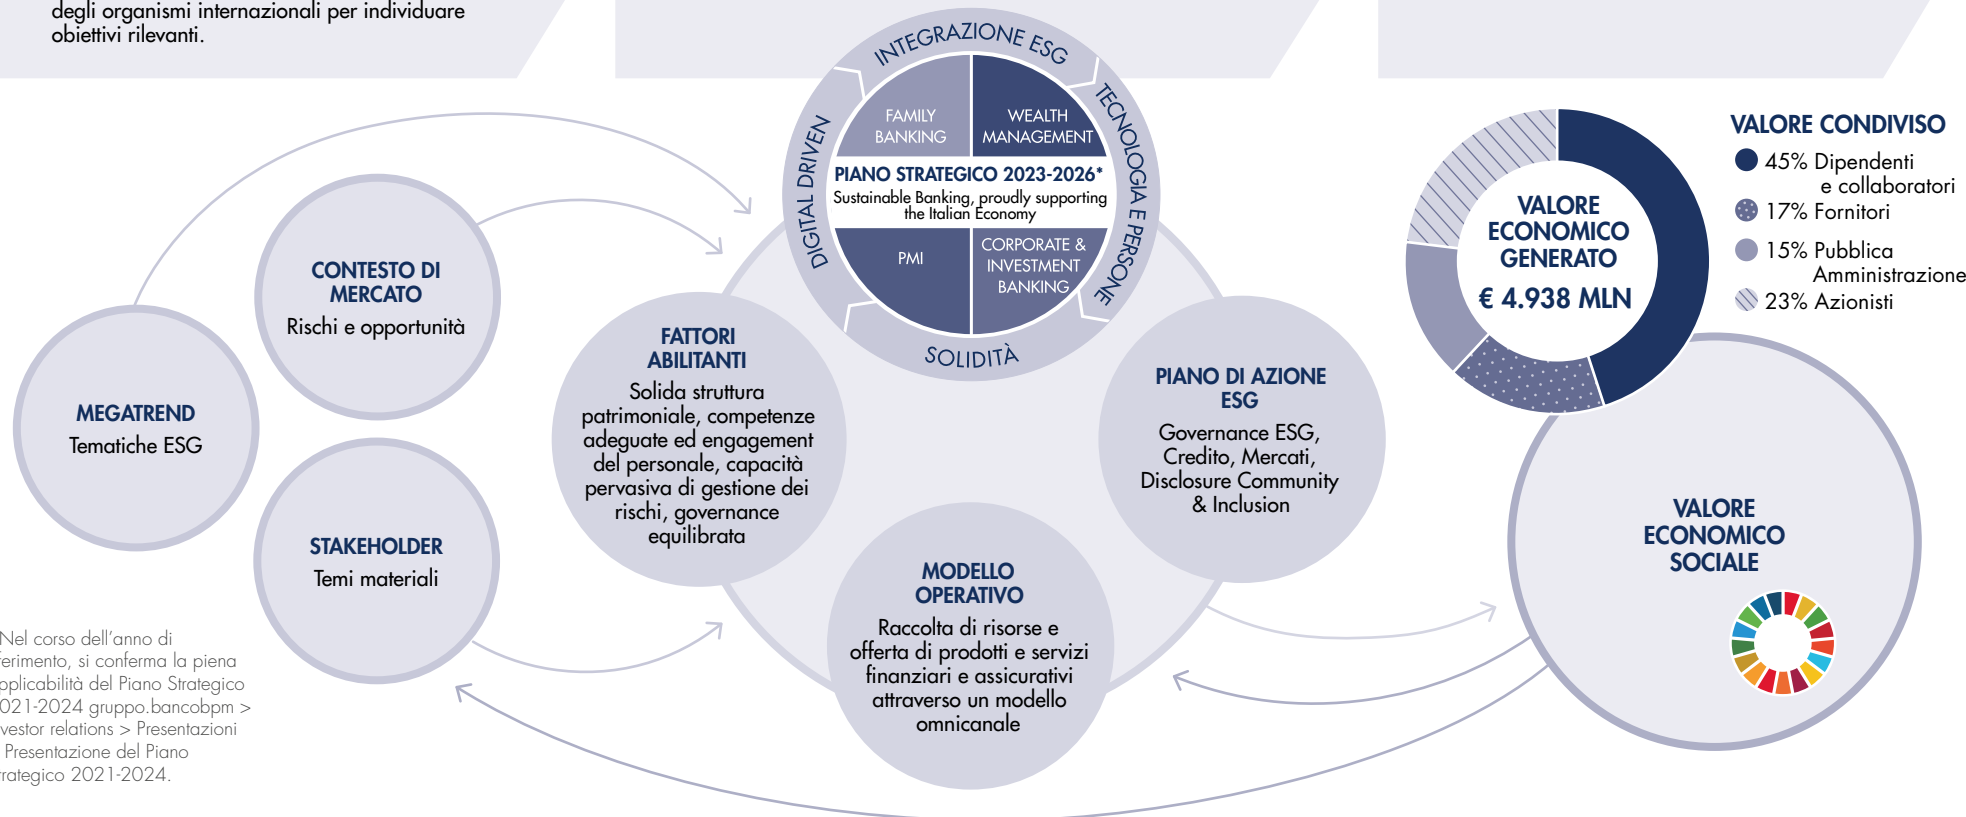 degli organismi internazionali per individuare
obiettivi rilevanti.
INTEGRAZIONE ESG
TECNOLOGIA E PERSONE
SOLIDITÀ
DIGITAL DRIVEN
FAMILY
BANKING
WEALTH
MANAGEMENT
PIANO STRATEGICO 2023-2026*
Sustainable Banking, proudly supporting
the Italian Economy
PMI
CORPORATE &
INVESTMENT
BANKING
MEGATREND
Tematiche ESG
CONTESTO DI
MERCATO
Rischi e opportunità
STAKEHOLDER
Temi materiali
FATTORI
ABILITANTI
Solida struttura
patrimoniale, competenze
adeguate ed engagement
del personale, capacità
pervasiva di gestione dei
rischi, governance
equilibrata
MODELLO
OPERATIVO
Raccolta di risorse e
offerta di prodotti e servizi
finanziari e assicurativi
attraverso un modello
omnicanale
PIANO DI AZIONE
ESG
Governance ESG,
Credito, Mercati,
Disclosure Community
& Inclusion
VALORE
ECONOMICO
GENERATO
€ 4.938 MLN
VALORE CONDIVISO
45% Dipendenti
e collaboratori
17% Fornitori
15% Pubblica
Amministrazione
23% Azionisti
VALORE
ECONOMICO
SOCIALE
Nel corso dell'anno di
ferimento, si conferma la piena
pplicabilità del Piano Strategico
021-2024 gruppo.bancobpm >
vestor relations > Presentazioni
Presentazione del Piano
trategico 2021-2024.